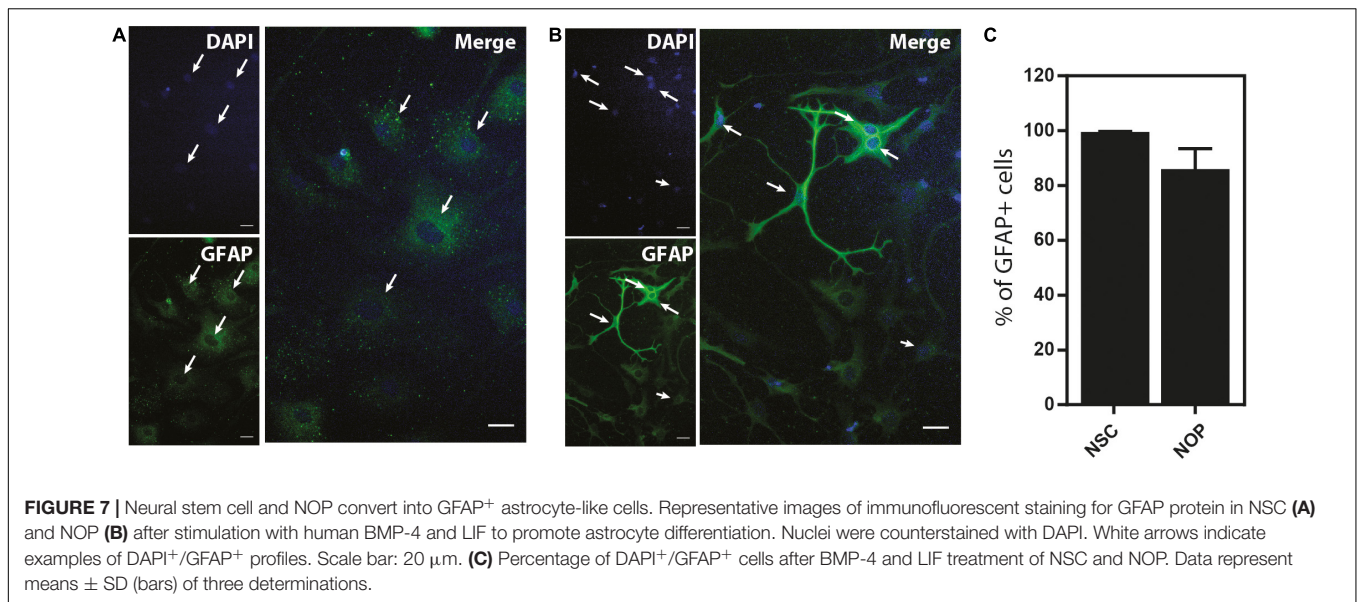 A
DAPI
Merge
GFAP
B
DAPI
Merge
GFAP
C
% of GFAP+ cells
120
100
80
60
40
20
0
NSC
NOP
FIGURE 7 | Neural stem cell and NOP convert into GFAP⁺ astrocyte-like cells. Representative images of immunofluorescent staining for GFAP protein in NSC (A)
and NOP (B) after stimulation with human BMP-4 and LIF to promote astrocyte differentiation. Nuclei were counterstained with DAPI. White arrows indicate
examples of DAPI⁺/GFAP⁺ profiles. Scale bar: 20 μm. (C) Percentage of DAPI⁺/GFAP⁺ cells after BMP-4 and LIF treatment of NSC and NOP. Data represent
means ± SD (bars) of three determinations.